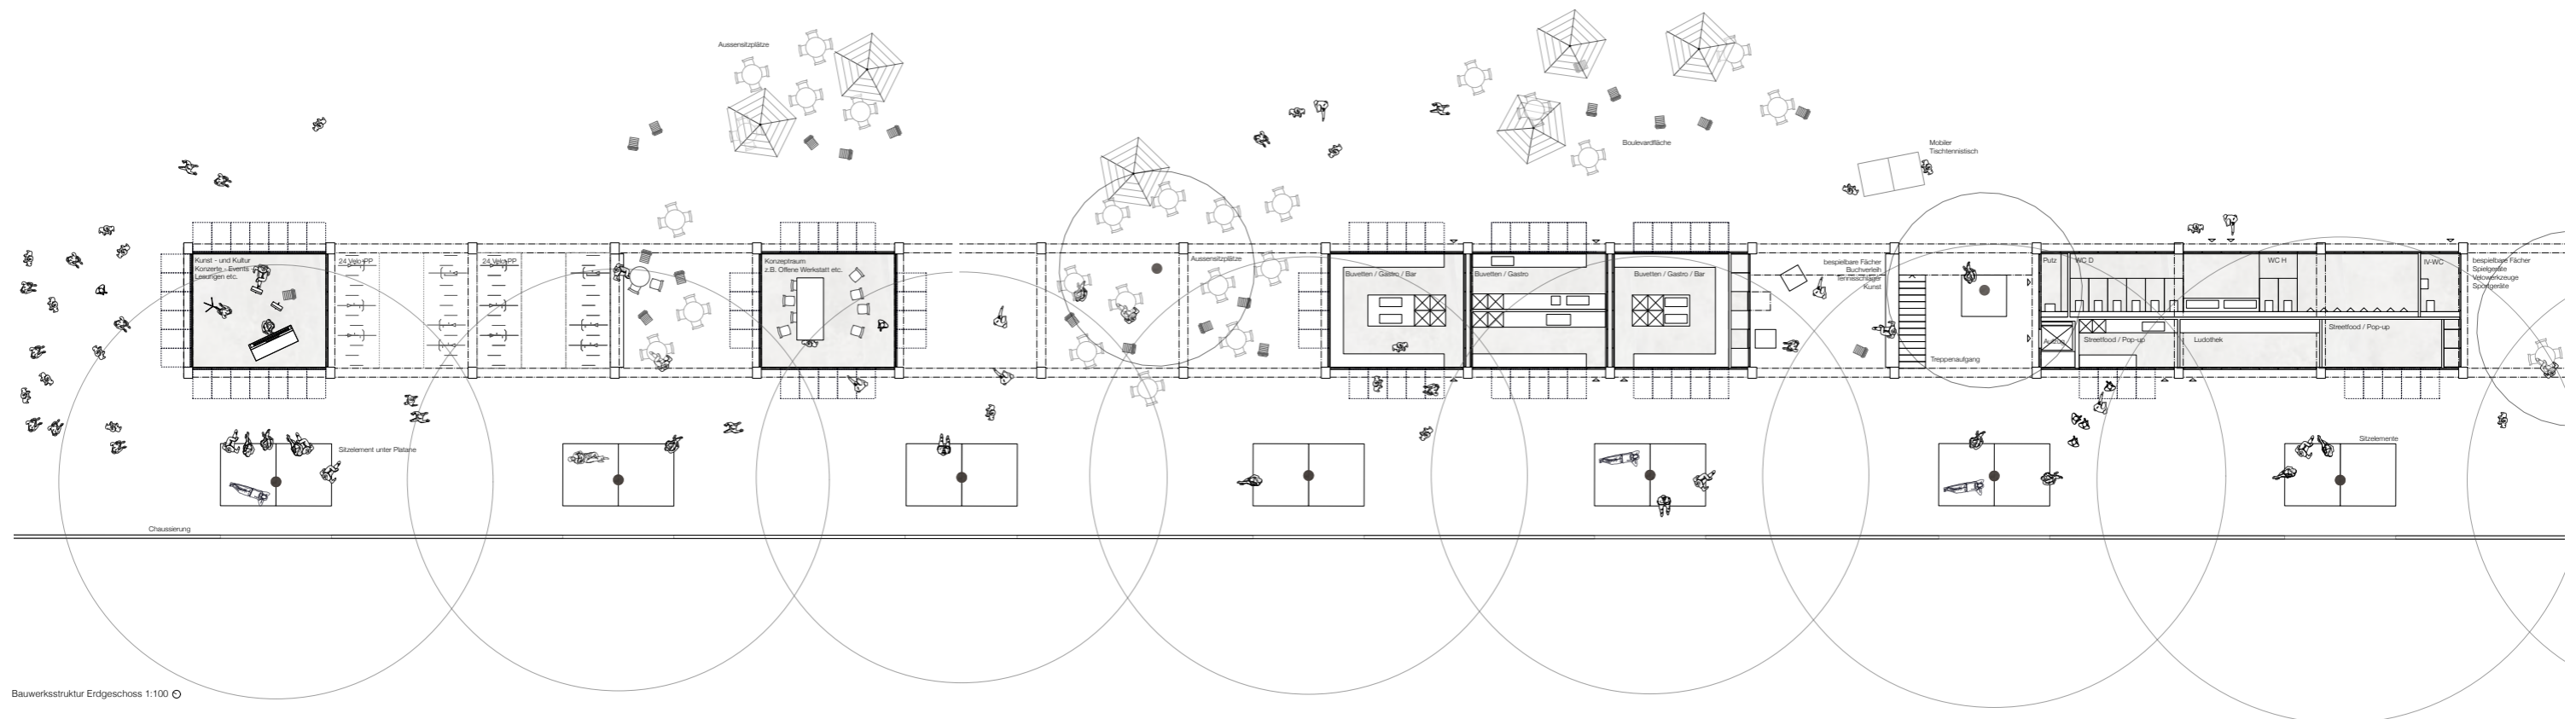 Aussensitzplätze
Boulevardfläche
Mobiler
Tischtennistisch
Kunst - und Kultur
Konzerte - Events
Lesungen etc.
24 Velo-PP
24 Velo-PP
Konzeptraum
z.B. Offene Werkstatt etc.
Aussensitzplätze
Buvetten / Gastro / Bar
Buvetten / Gastro
Buvetten / Gastro / Bar
bespielbare Fächer
Buchverleih
Tennisschläger
Kunst
Treppenaufgang
Putz
WC D
WC H
IV-WC
Aufzug
Streetfood / Pop-up
Ludothek
Streetfood / Pop-up
bespielbare Fächer
Spielgeräte
Velowerkzeuge
Sportgeräte
Sitzelement unter Platane
Sitzelemente
Chaussierung
Bauwerksstruktur Erdgeschoss 1:100